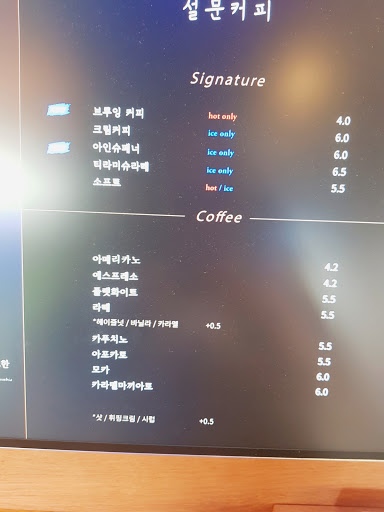 설문커피
Signature
브루잉 커피 hot only 4.0
크림커피 ice only 6.0
아인슈페너 ice only 6.0
티라미슈라떼 ice only 6.5
소프트 hot / ice 5.5
Coffee
아메리카노 4.2
에스프레소 4.2
플랫화이트 5.5
라떼 5.5
*헤이즐넛 / 바닐라 / 카라멜 +0.5
카푸치노 5.5
아포카토 5.5
모카 6.0
카라멜마끼아또 6.0
*샷 / 휘핑크림 / 시럽 +0.5